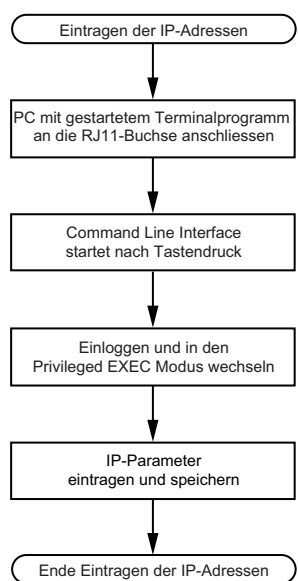 Eintragen der IP-Adressen
PC mit gestartetem Terminalprogramm
an die RJ11-Buchse anschliessen
Command Line Interface
startet nach Tastendruck
Einloggen und in den
Privileged EXEC Modus wechseln
IP-Parameter
eintragen und speichern
Ende Eintragen der IP-Adressen